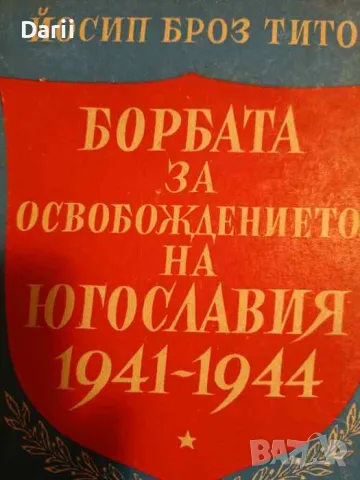 Darii
ЙОСИП БРОЗ ТИТО
БОРБАТА
ЗА
ОСВОБОЖДЕНИЕТО
НА
ЮГОСЛАВИЯ
1941-1944